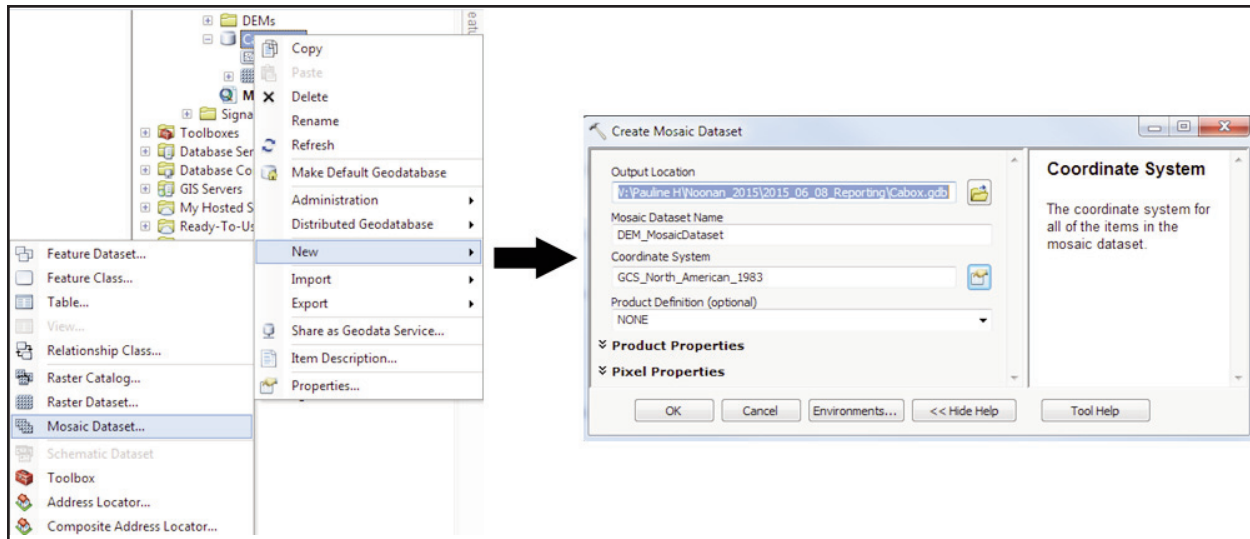 DEMs
Copy
Paste
Delete
Rename
Refresh
Make Default Geodatabase
Administration
Distributed Geodatabase
New
Import
Export
Share as Geodata Service...
Item Description...
Properties...
Signa
Toolboxes
Database Ser
Database Co
GIS Servers
My Hosted S
Ready-To-Us
Feature Dataset...
Feature Class...
Table...
View...
Relationship Class...
Raster Catalog...
Raster Dataset...
Mosaic Dataset...
Schematic Dataset
Toolbox
Address Locator...
Composite Address Locator...
Create Mosaic Dataset
Output Location
V:\Pauline H\Noonan_2015\2015_06_08_Reporting\Cabox.gdb
Mosaic Dataset Name
DEM_MosaicDataset
Coordinate System
GCS_North_American_1983
Product Definition (optional)
NONE
Product Properties
Pixel Properties
OK
Cancel
Environments...
<< Hide Help
Tool Help
Coordinate System
The coordinate system for
all of the items in the
mosaic dataset.